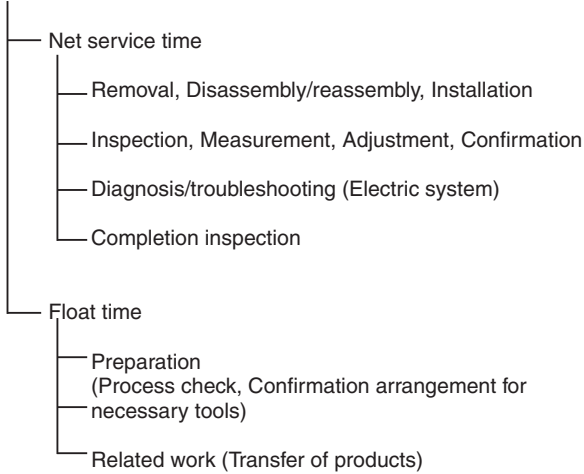 Net service time
Removal, Disassembly/reassembly, Installation
Inspection, Measurement, Adjustment, Confirmation
Diagnosis/troubleshooting (Electric system)
Completion inspection
Float time
Preparation
(Process check, Confirmation arrangement for
necessary tools)
Related work (Transfer of products)